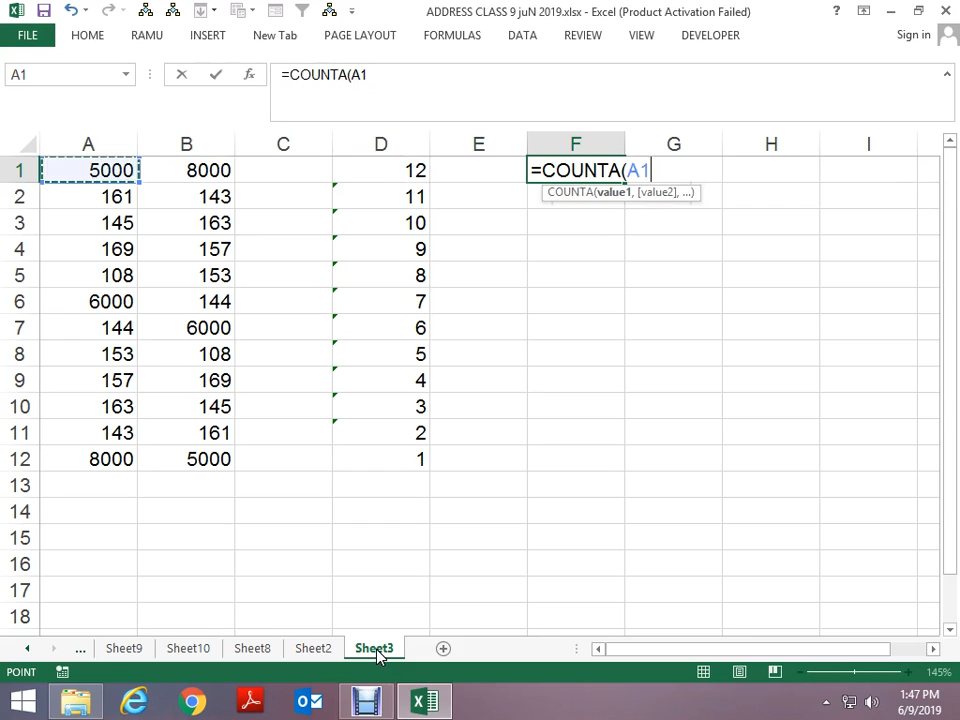 ADDRESS CLASS 9 juN 2019.xlsx - Excel (Product Activation Failed)
FILE HOME RAMU INSERT New Tab PAGE LAYOUT FORMULAS DATA REVIEW VIEW DEVELOPER Sign in
A1 =COUNTA(A1
A B C D E F G H I
1 5000 8000 12 =COUNTA(A1
2 161 143 11 COUNTA(value1, [value2], ...)
3 145 163 10
4 169 157 9
5 108 153 8
6 6000 144 7
7 144 6000 6
8 153 108 5
9 157 169 4
10 163 145 3
11 143 161 2
12 8000 5000 1
13
14
15
16
17
18
... Sheet9 Sheet10 Sheet8 Sheet2 Sheet3
POINT 145%
1:47 PM
6/9/2019